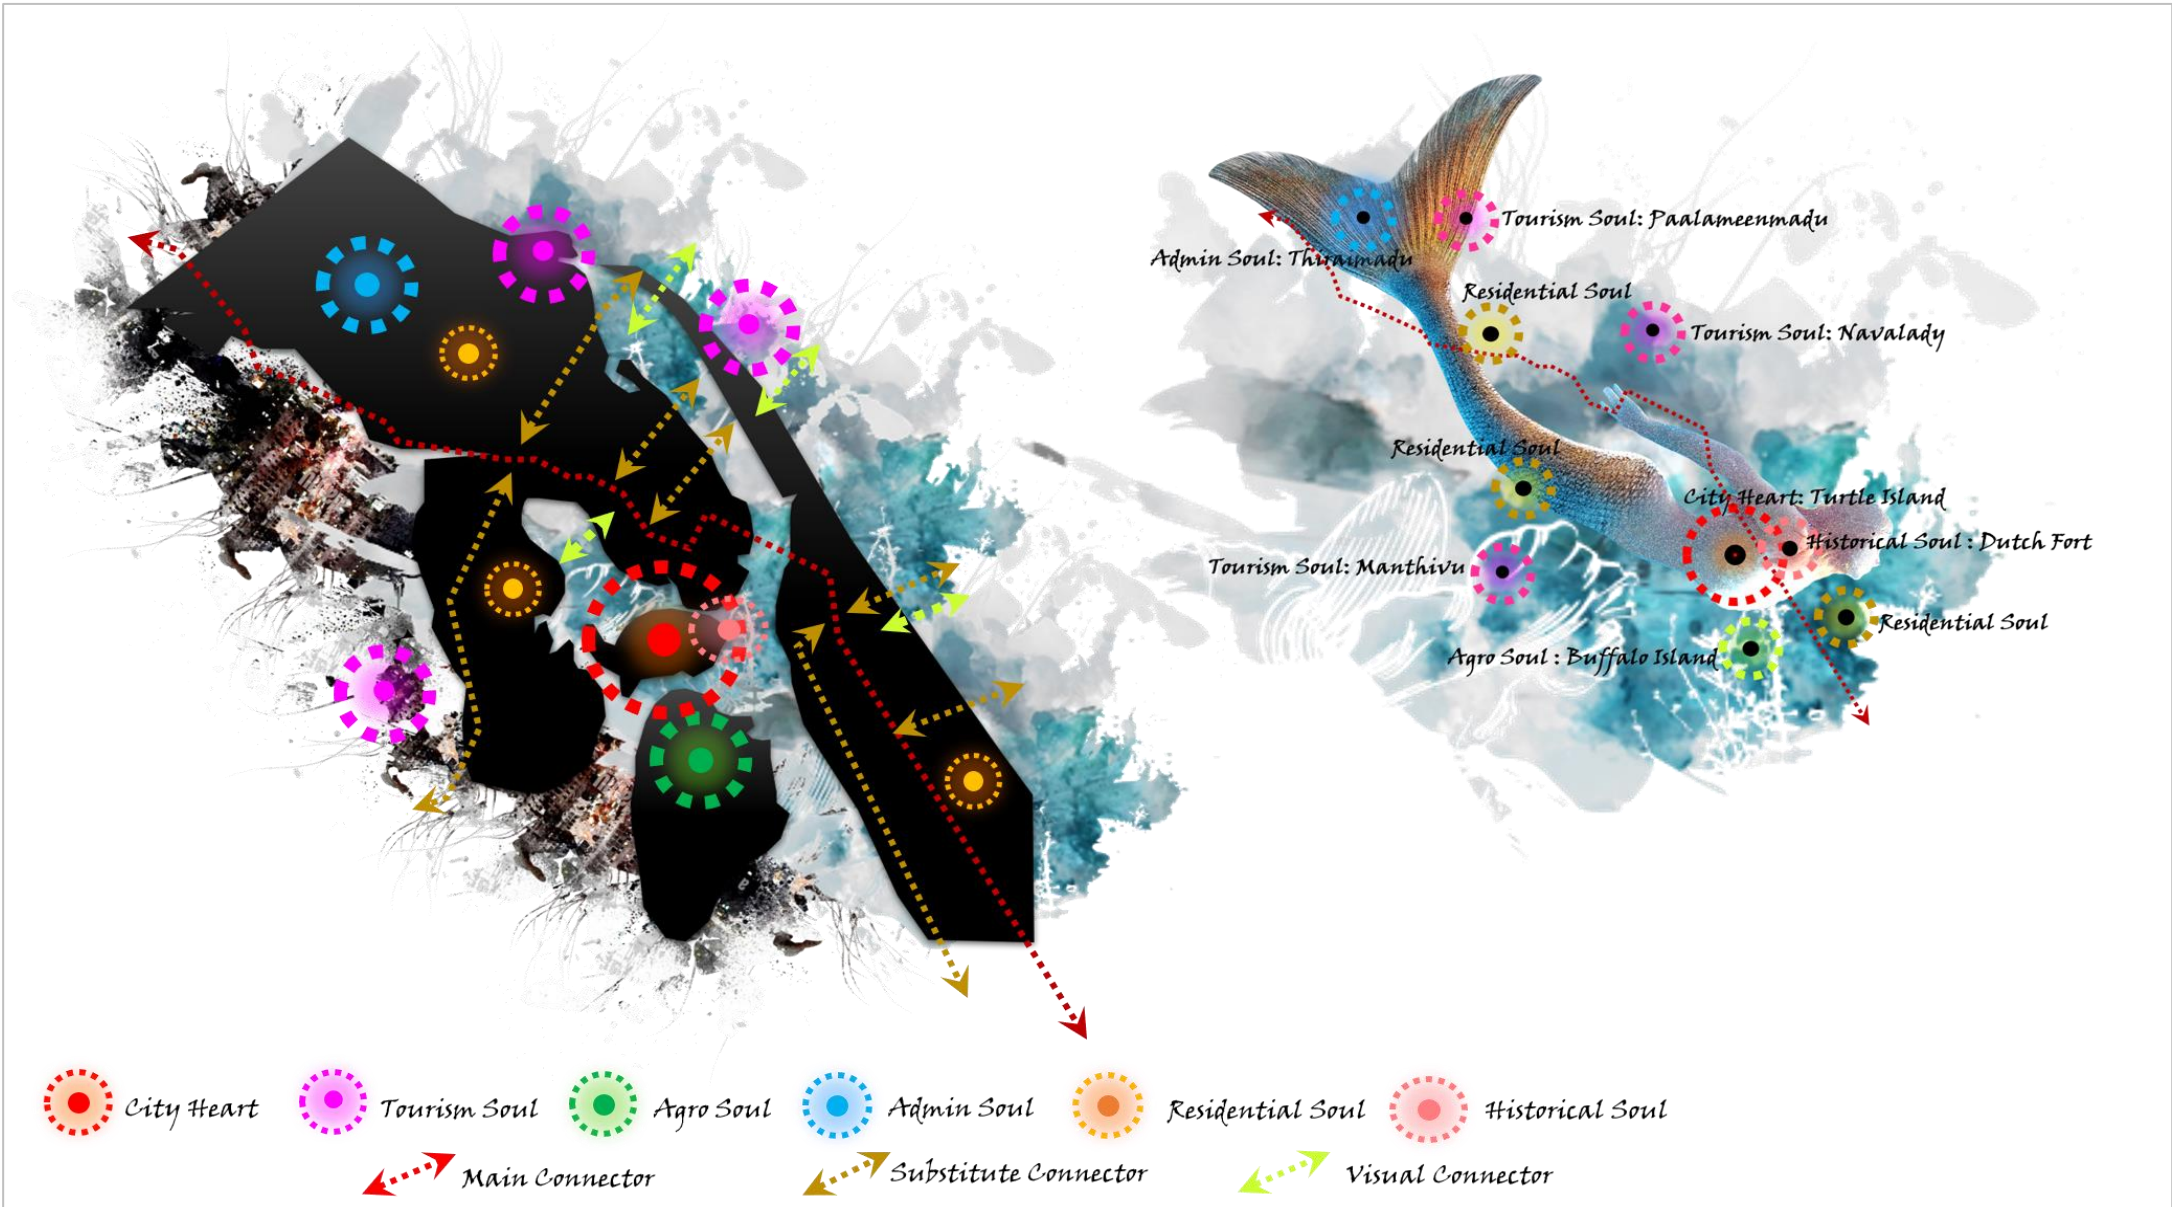 Tourism Soul: Paalameenmadu
Admin Soul: Thiraimadu
Residential Soul
Tourism Soul: Navalady
Residential Soul
City Heart: Turtle Island
Historical Soul : Dutch Fort
Tourism Soul: Manthivu
Residential Soul
Agro Soul : Buffalo Island
City Heart
Tourism Soul
Agro Soul
Admin Soul
Residential Soul
Historical Soul
Main Connector
Substitute Connector
Visual Connector